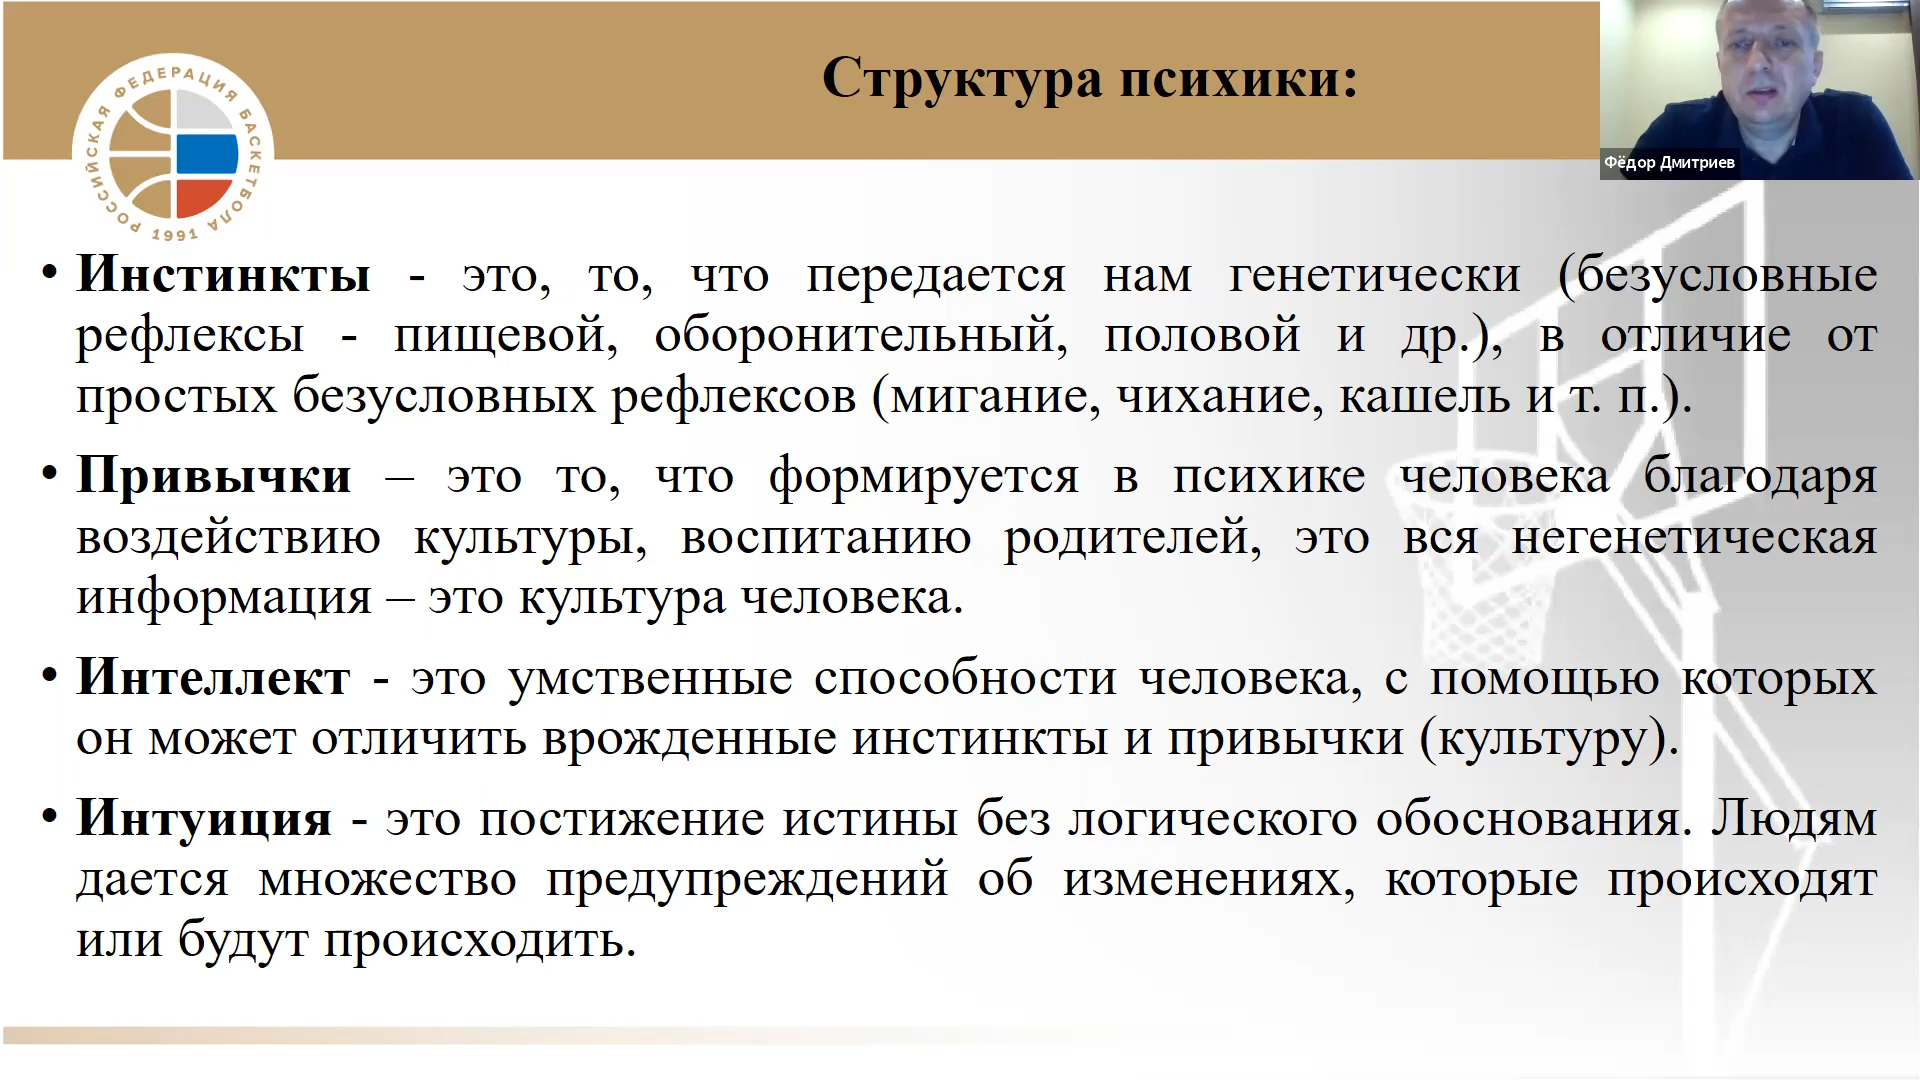 Структура психики:
РОССИЙСКАЯ ФЕДЕРАЦИЯ БАСКЕТБОЛА
1991
Фёдор Дмитриев
• Инстинкты - это, то, что передается нам генетически (безусловные
рефлексы - пищевой, оборонительный, половой и др.), в отличие от
простых безусловных рефлексов (мигание, чихание, кашель и т. п.).
• Привычки – это то, что формируется в психике человека благодаря
воздействию культуры, воспитанию родителей, это вся негенетическая
информация – это культура человека.
• Интеллект - это умственные способности человека, с помощью которых
он может отличить врожденные инстинкты и привычки (культуру).
• Интуиция - это постижение истины без логического обоснования. Людям
дается множество предупреждений об изменениях, которые происходят
или будут происходить.